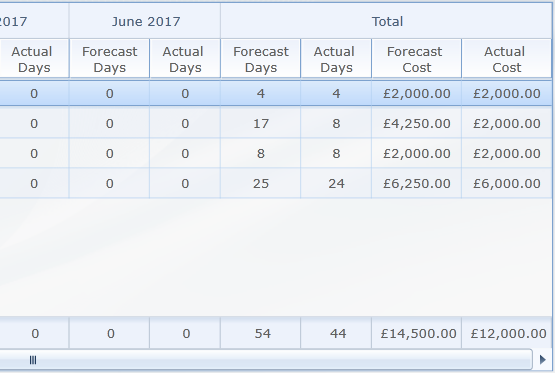 2017 June 2017 Total
Actual Days Forecast Days Actual Days Forecast Days Actual Days Forecast Cost Actual Cost
0 0 0 4 4 £2,000.00 £2,000.00
0 0 0 17 8 £4,250.00 £2,000.00
0 0 0 8 8 £2,000.00 £2,000.00
0 0 0 25 24 £6,250.00 £6,000.00
0 0 0 54 44 £14,500.00 £12,000.00